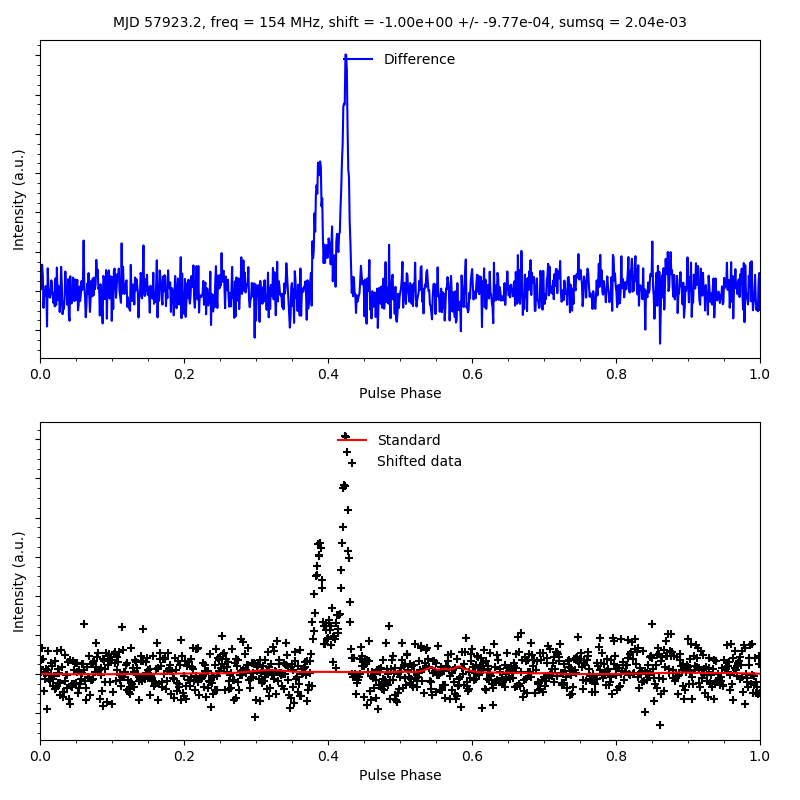 MJD 57923.2, freq = 154 MHz, shift = -1.00e+00 +/- -9.77e-04, sumsq = 2.04e-03
Difference
Intensity (a.u.)
0.0 0.2 0.4 0.6 0.8 1.0
Pulse Phase
Standard
Shifted data
Intensity (a.u.)
0.0 0.2 0.4 0.6 0.8 1.0
Pulse Phase